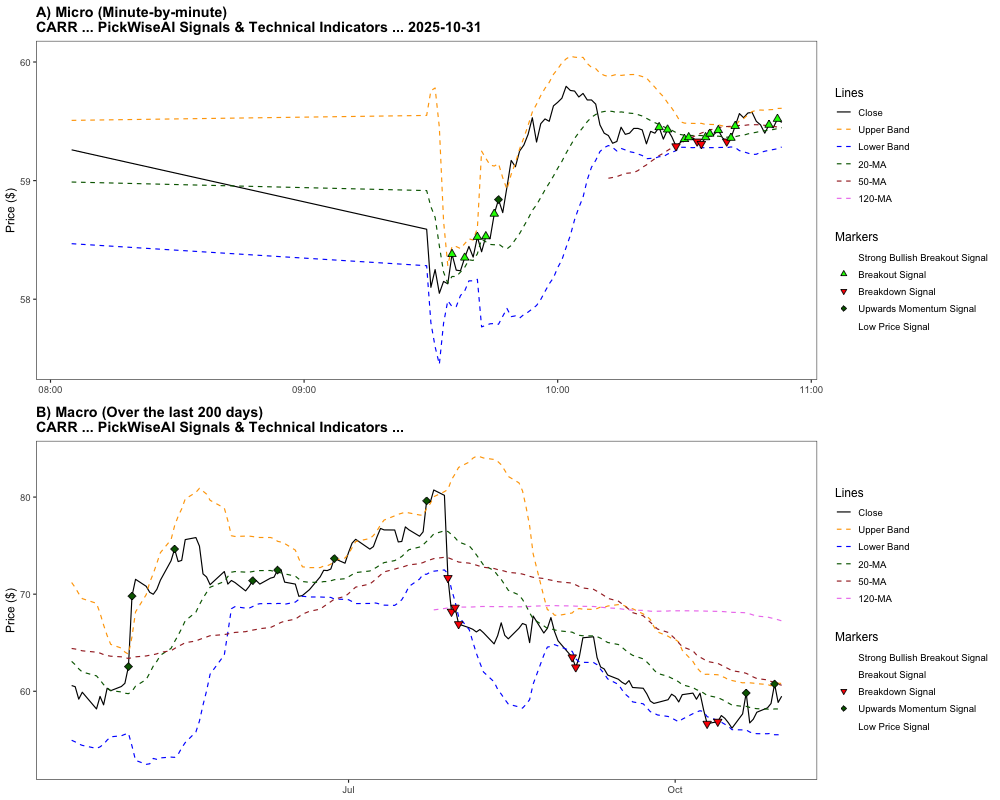 A) Micro (Minute-by-minute)
CARR ... PickWiseAI Signals & Technical Indicators ... 2025-10-31
Price ($)
60
59
58
08:00
09:00
10:00
11:00
Lines
Close
Upper Band
Lower Band
20-MA
50-MA
120-MA
Markers
Strong Bullish Breakout Signal
Breakout Signal
Breakdown Signal
Upwards Momentum Signal
Low Price Signal
B) Macro (Over the last 200 days)
CARR ... PickWiseAI Signals & Technical Indicators ...
Price ($)
80
70
60
Jul
Oct
Lines
Close
Upper Band
Lower Band
20-MA
50-MA
120-MA
Markers
Strong Bullish Breakout Signal
Breakout Signal
Breakdown Signal
Upwards Momentum Signal
Low Price Signal